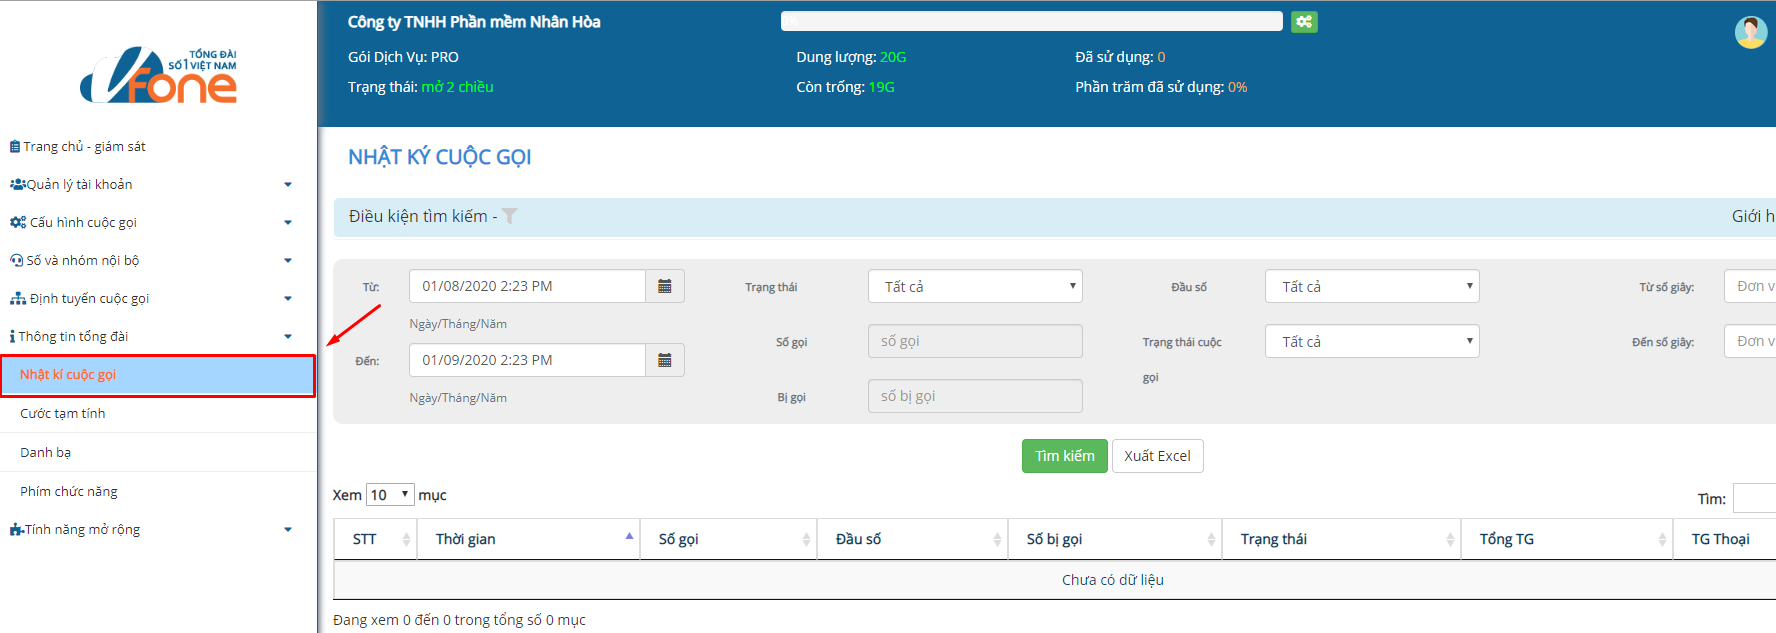 TỔNG ĐÀI
SỐ 1 VIỆT NAM
Vfone
Trang chủ - giám sát
Quản lý tài khoản
Cấu hình cuộc gọi
Số và nhóm nội bộ
Định tuyến cuộc gọi
Thông tin tổng đài
Nhật kí cuộc gọi
Cước tạm tính
Danh bạ
Phím chức năng
Tính năng mở rộng
Công ty TNHH Phần mềm Nhân Hòa
0%
Gói Dịch Vụ: PRO
Dung lượng: 20G
Đã sử dụng: 0
Trạng thái: mở 2 chiều
Còn trống: 19G
Phần trăm đã sử dụng: 0%
NHẬT KÝ CUỘC GỌI
Điều kiện tìm kiếm -
Giới h
Từ:
01/08/2020 2:23 PM
Trạng thái
Tất cả
Đầu số
Tất cả
Từ số giây:
Đơn v
Ngày/Tháng/Năm
Số gọi
số gọi
Trạng thái cuộc
gọi
Tất cả
Đến số giây:
Đơn v
Đến:
01/09/2020 2:23 PM
Ngày/Tháng/Năm
Bị gọi
số bị gọi
Tìm kiếm
Xuất Excel
Xem 10 mục
Tìm:
STT
Thời gian
Số gọi
Đầu số
Số bị gọi
Trạng thái
Tổng TG
TG Thoại
Chưa có dữ liệu
Đang xem 0 đến 0 trong tổng số 0 mục